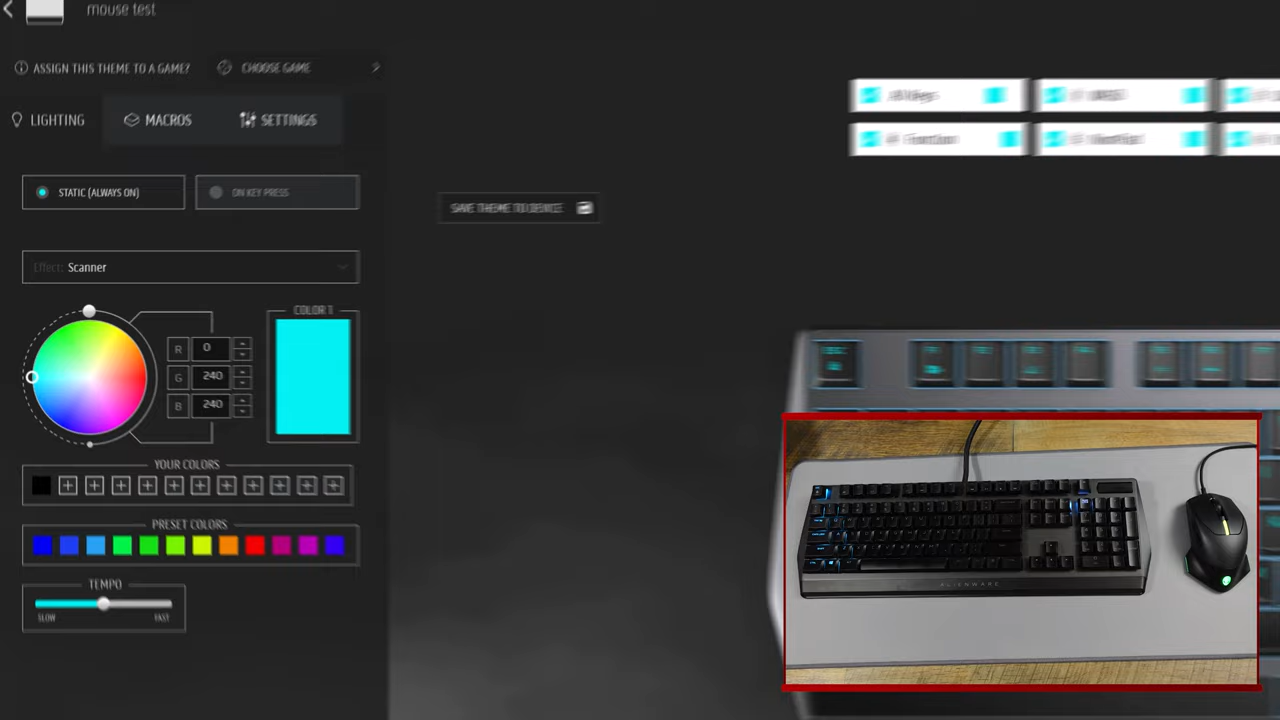 mouse test
ASSIGN THIS THEME TO A GAME?
CHOOSE GAME
LIGHTING
MACROS
SETTINGS
STATIC (ALWAYS ON)
ON KEY PRESS
SAVE THEME TO DEVICE
Effect: Scanner
COLOR 1
R 0
G 240
B 240
YOUR COLORS
PRESET COLORS
TEMPO
SLOW
FAST
ALIENWARE